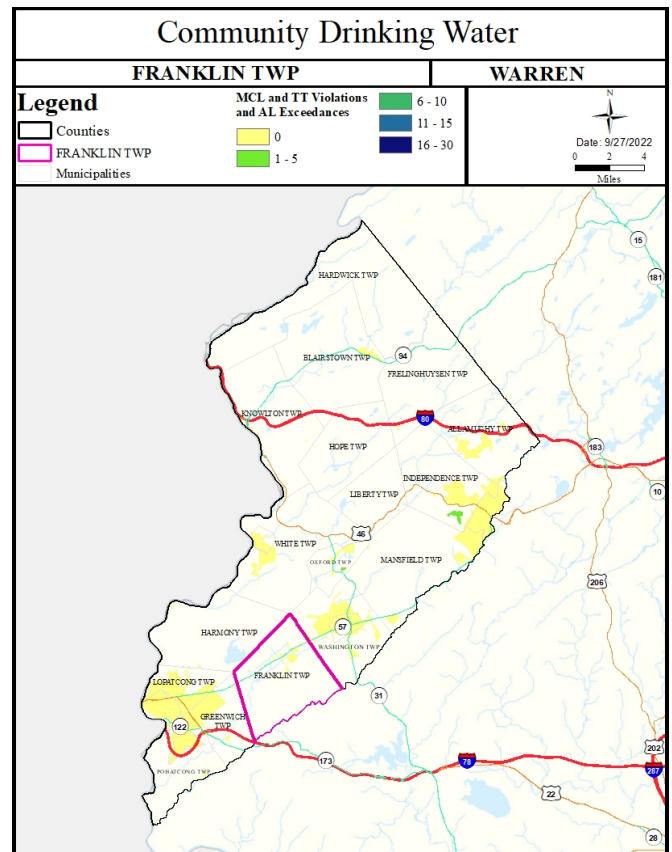 Community Drinking Water
FRANKLIN TWP
WARREN
Legend
Counties
FRANKLIN TWP
Municipalities
MCL and TT Violations
and AL Exceedances
0
1 - 5
6 - 10
11 - 15
16 - 30
N
Date: 9/27/2022
0 2 4
Miles
15
181
HARDWICK TWP
94
BLAIRSTOWN TWP
FRELINGHUYSEN TWP
KNOWLTON TWP
80
ALLAMUCHY TWP
183
HOPE TWP
INDEPENDENCE TWP
10
LIBERTY TWP
46
WHITE TWP
OXFORD TWP
MANSFIELD TWP
206
57
HARMONY TWP
WASHINGTON TWP
FRANKLIN TWP
LOPATCONG TWP
31
GREENWICH
TWP
122
202
173
78
287
POHATCONG TWP
22
28